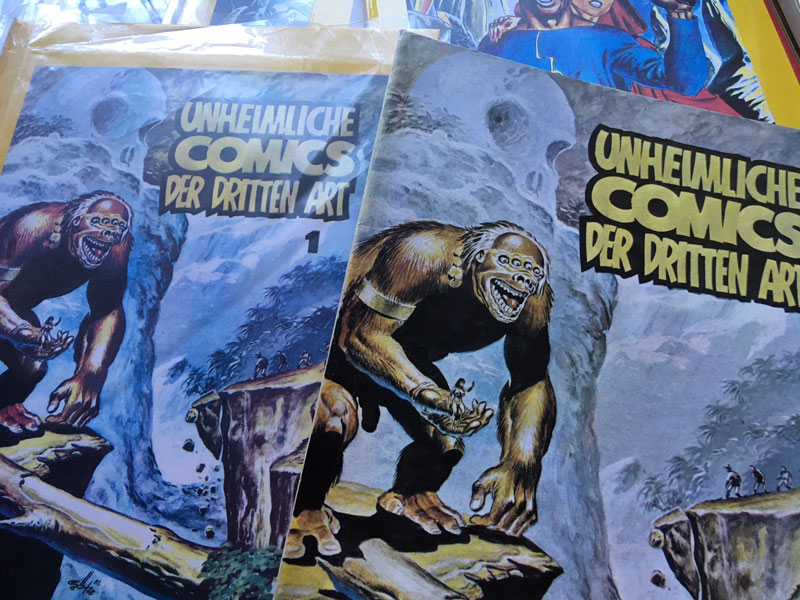 UNHEIMLICHE
COMICS
DER DRITTEN ART
1
UNHEIMLICHE
COMICS
DER DRITTEN ART